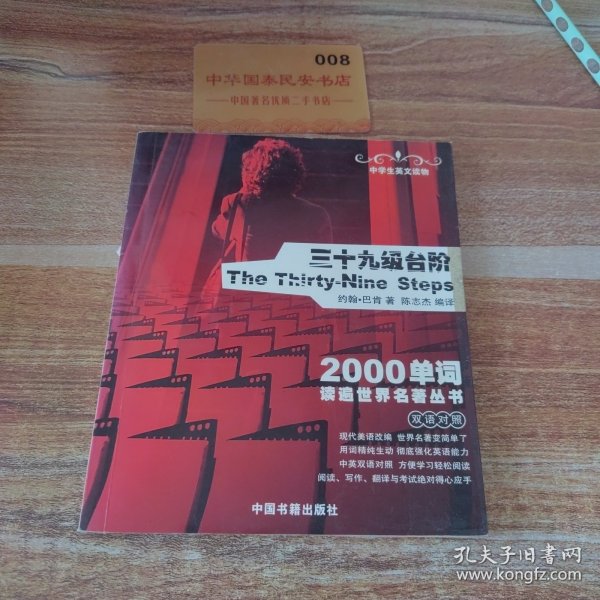 008
中华国泰民安书店
中国著名优质二手书店
中学生英文读物
三十九级台阶
The Thirty-Nine Steps
约翰·巴肯 著 陈志杰 编译
2000单词
读遍世界名著丛书
双语对照
现代美语改编 世界名著变简单了
用词精纯生动 彻底强化英语能力
中英双语对照 方便学习轻松阅读
阅读、写作、翻译与考试绝对得心应手
中国书籍出版社
孔夫子旧书网
www.kongfz.com